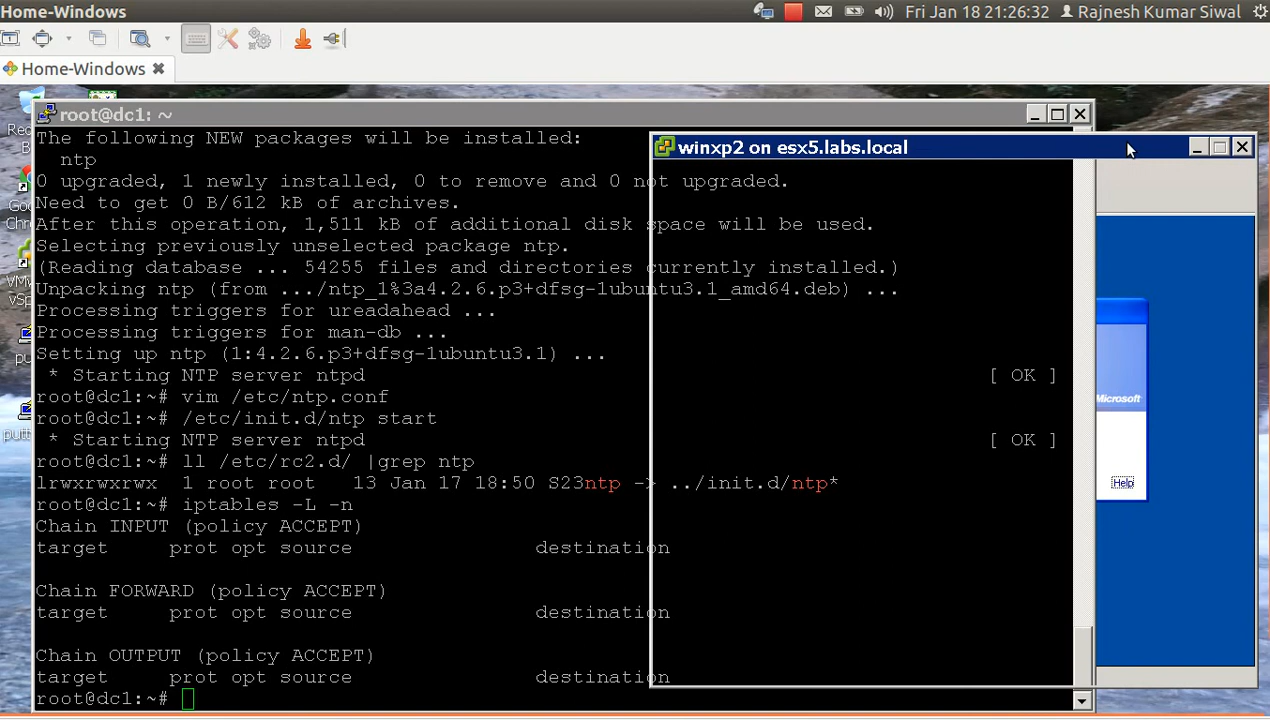 Home-Windows
Fri Jan 18 21:26:32
Rajnesh Kumar Siwal
Home-Windows
root@dc1: ~
The following NEW packages will be installed:
ntp
0 upgraded, 1 newly installed, 0 to remove and 0 not upgraded.
Need to get 0 B/612 kB of archives.
After this operation, 1,511 kB of additional disk space will be used.
Selecting previously unselected package ntp.
(Reading database ... 54255 files and directories currently installed.)
Unpacking ntp (from .../ntp_1%3a4.2.6.p3+dfsg-1ubuntu3.1_amd64.deb) ...
Processing triggers for ureadahead ...
Processing triggers for man-db ...
Setting up ntp (1:4.2.6.p3+dfsg-1ubuntu3.1) ...
* Starting NTP server ntpd [ OK ]
root@dc1:~# vim /etc/ntp.conf
root@dc1:~# /etc/init.d/ntp start
* Starting NTP server ntpd [ OK ]
root@dc1:~# ll /etc/rc2.d/ |grep ntp
lrwxrwxrwx 1 root root 13 Jan 17 18:50 S23ntp -> ../init.d/ntp*
root@dc1:~# iptables -L -n
Chain INPUT (policy ACCEPT)
target prot opt source destination
Chain FORWARD (policy ACCEPT)
target prot opt source destination
Chain OUTPUT (policy ACCEPT)
target prot opt source destination
root@dc1:~#
winxp2 on esx5.labs.local
Microsoft
Help